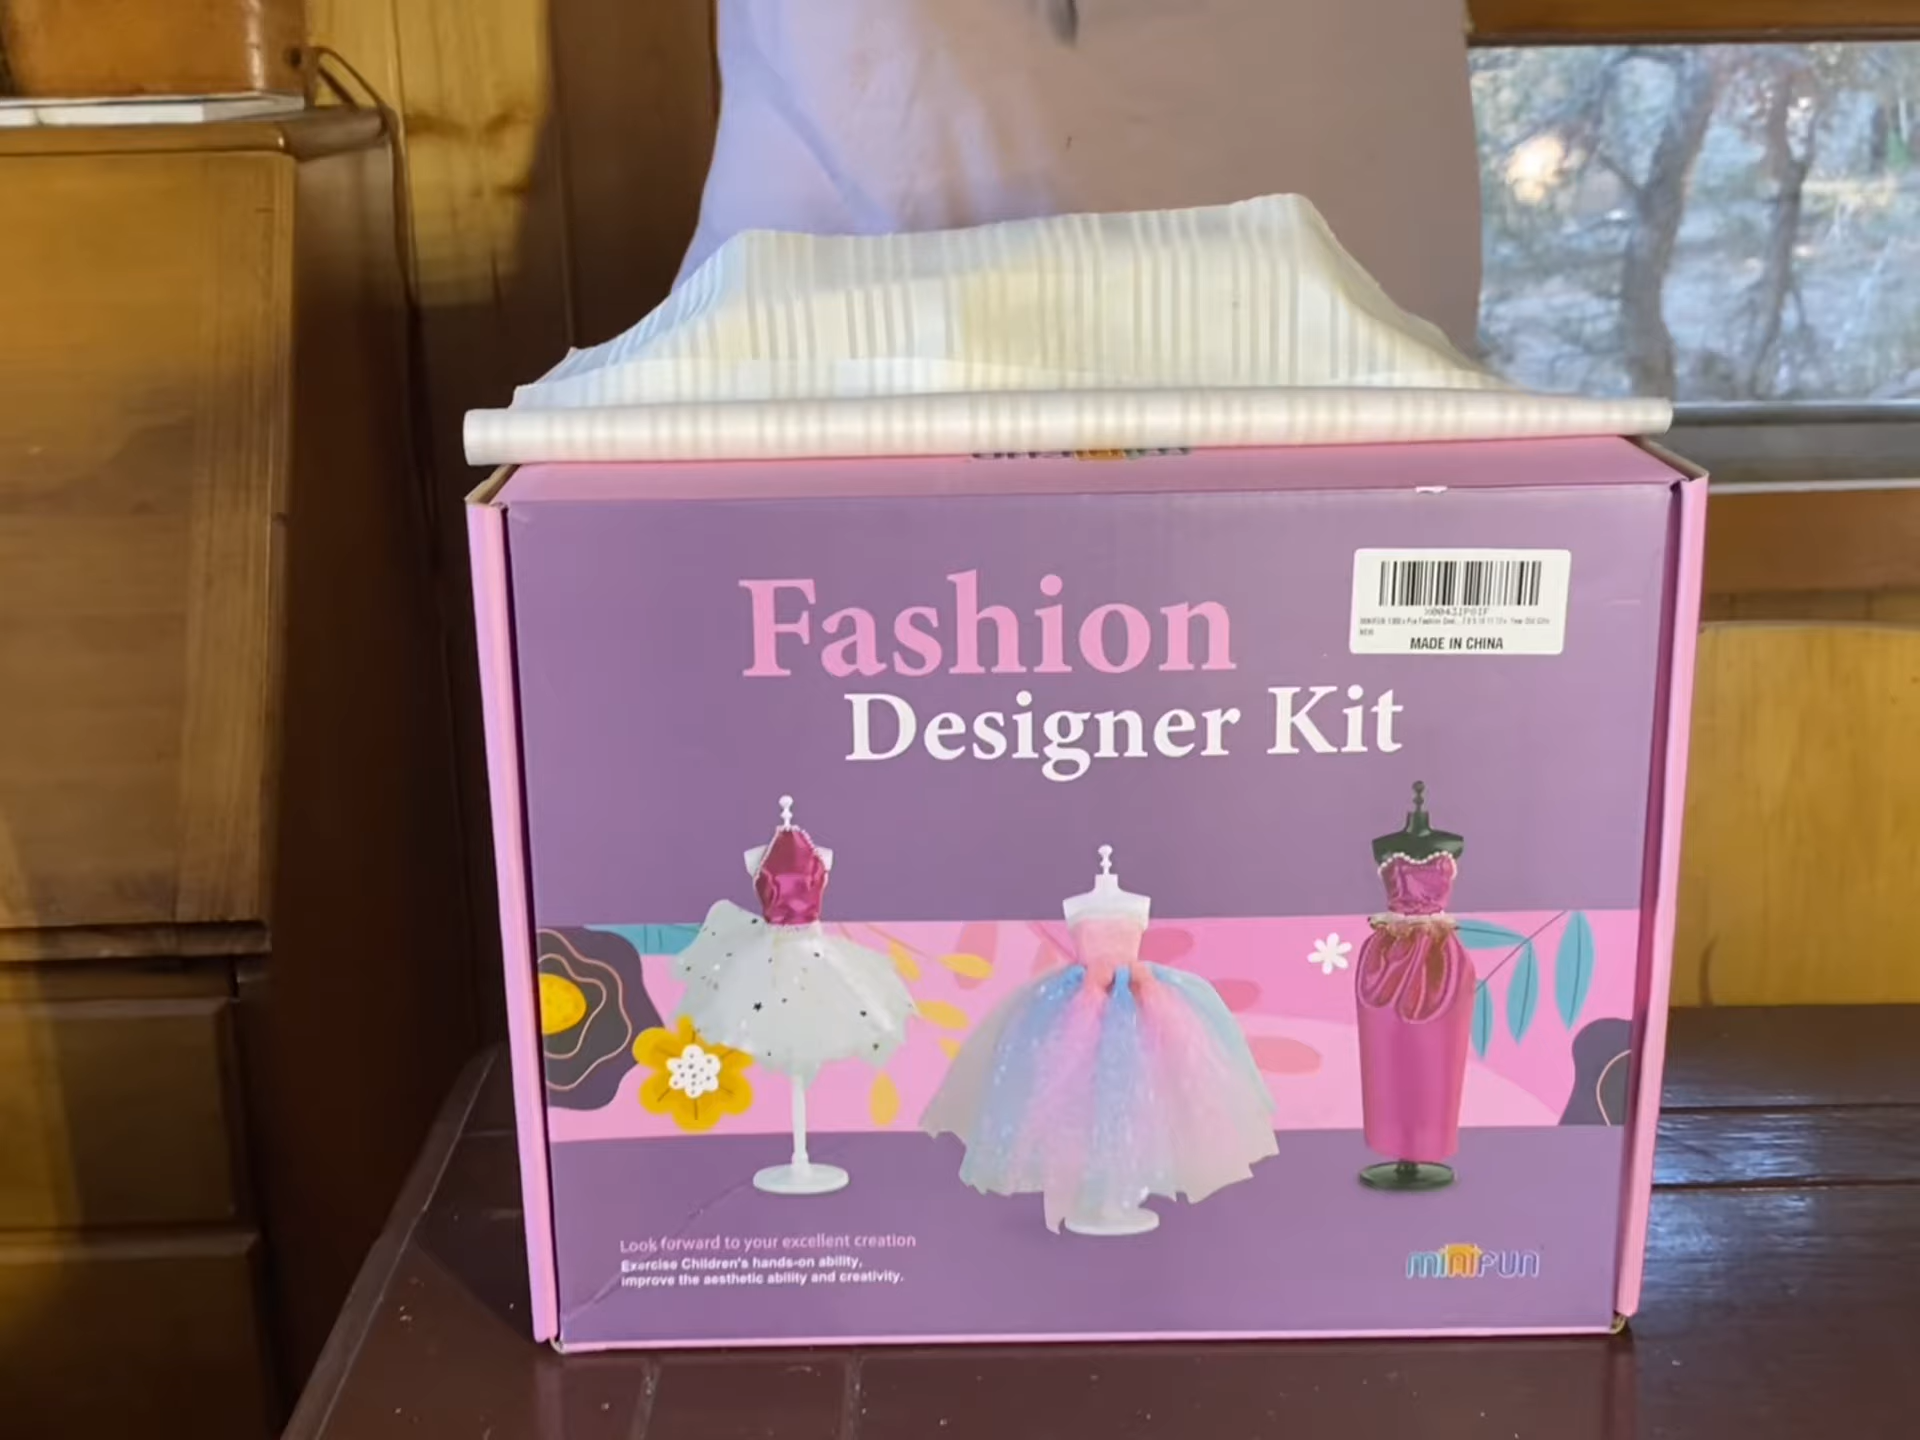 Fashion
Designer Kit
MADE IN CHINA
Look forward to your excellent creation
Exercise Children's hands-on ability,
improve the aesthetic ability and creativity.
minifun